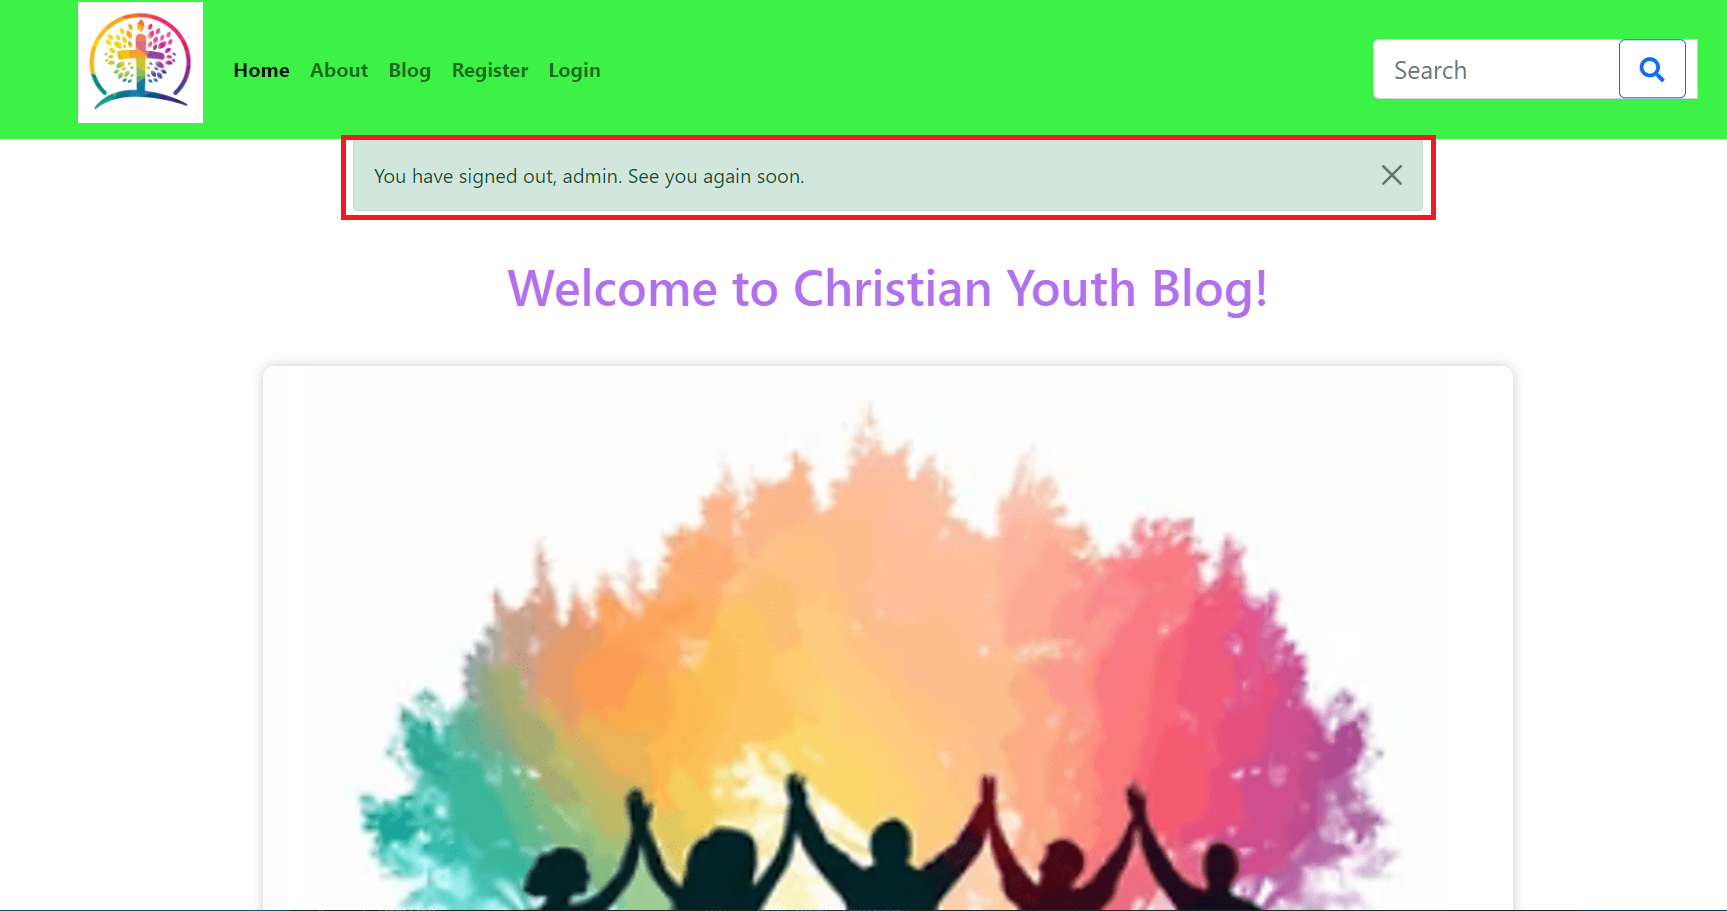 Home About Blog Register Login
Search
You have signed out, admin. See you again soon.
Welcome to Christian Youth Blog!